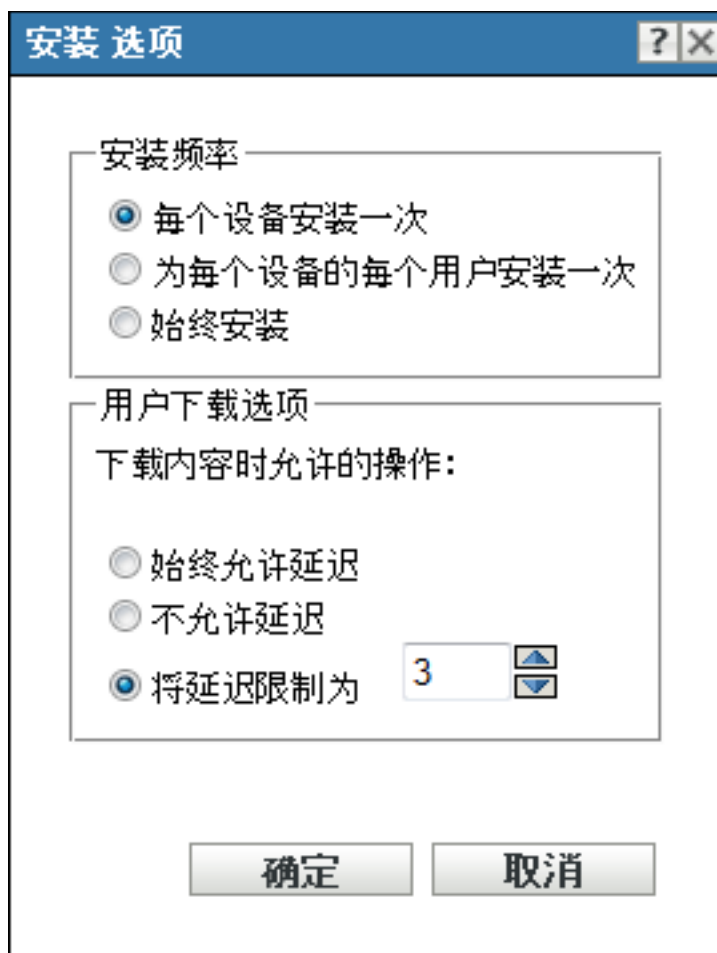 安装 选项
安装频率
每个设备安装一次
为每个设备的每个用户安装一次
始终安装
用户下载选项
下载内容时允许的操作：
始终允许延迟
不允许延迟
将延迟限制为 3
确定 取消